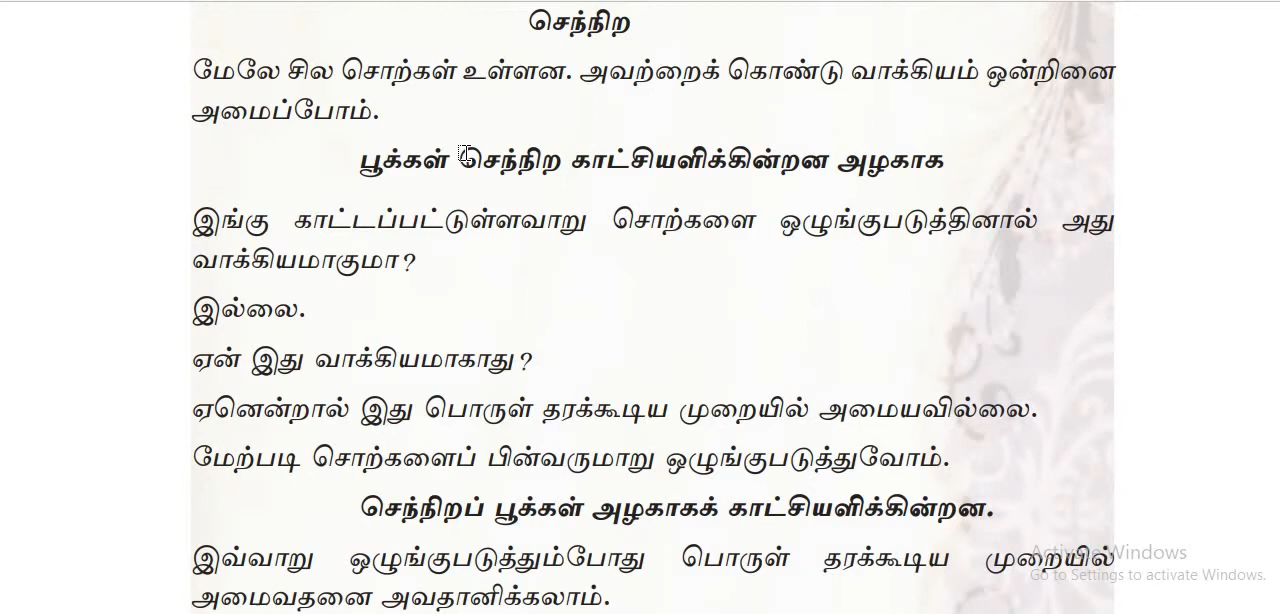 செந்நிற
மேலே சில சொற்கள் உள்ளன. அவற்றைக் கொண்டு வாக்கியம் ஒன்றினை
அமைப்போம்.
பூக்கள் செந்நிற காட்சியளிக்கின்றன அழகாக
இங்கு காட்டப்பட்டுள்ளவாறு சொற்களை ஒழுங்குபடுத்தினால் அது
வாக்கியமாகுமா?
இல்லை.
ஏன் இது வாக்கியமாகாது?
ஏனென்றால் இது பொருள் தரக்கூடிய முறையில் அமையவில்லை.
மேற்படி சொற்களைப் பின்வருமாறு ஒழுங்குபடுத்துவோம்.
செந்நிறப் பூக்கள் அழகாகக் காட்சியளிக்கின்றன.
இவ்வாறு ஒழுங்குபடுத்தும்போது பொருள் தரக்கூடிய முறையில்
அமைவதனை அவதானிக்கலாம்.
Activate Windows
Go to Settings to activate Windows.